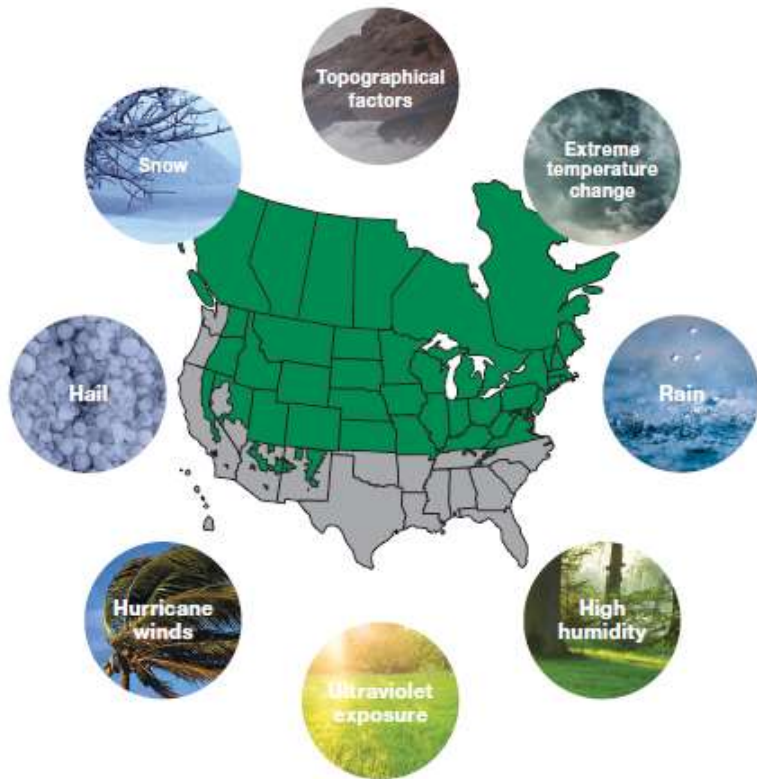 Topographical
factors
Snow
Extreme
temperature
change
Hail
Rain
Hurricane
winds
High
humidity
Ultraviolet
exposure